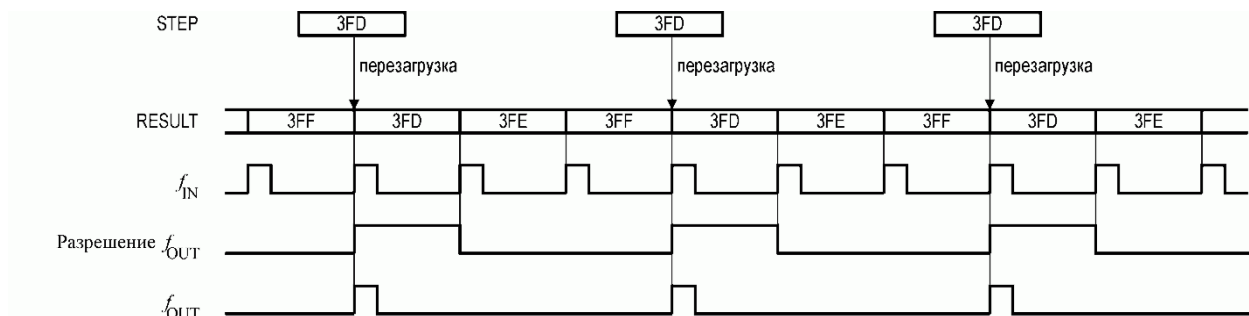 STEP 3FD 3FD 3FD
перезагрузка перезагрузка перезагрузка
RESULT 3FF 3FD 3FE 3FF 3FD 3FE 3FF 3FD 3FE
fIN
Разрешение fOUT
fOUT